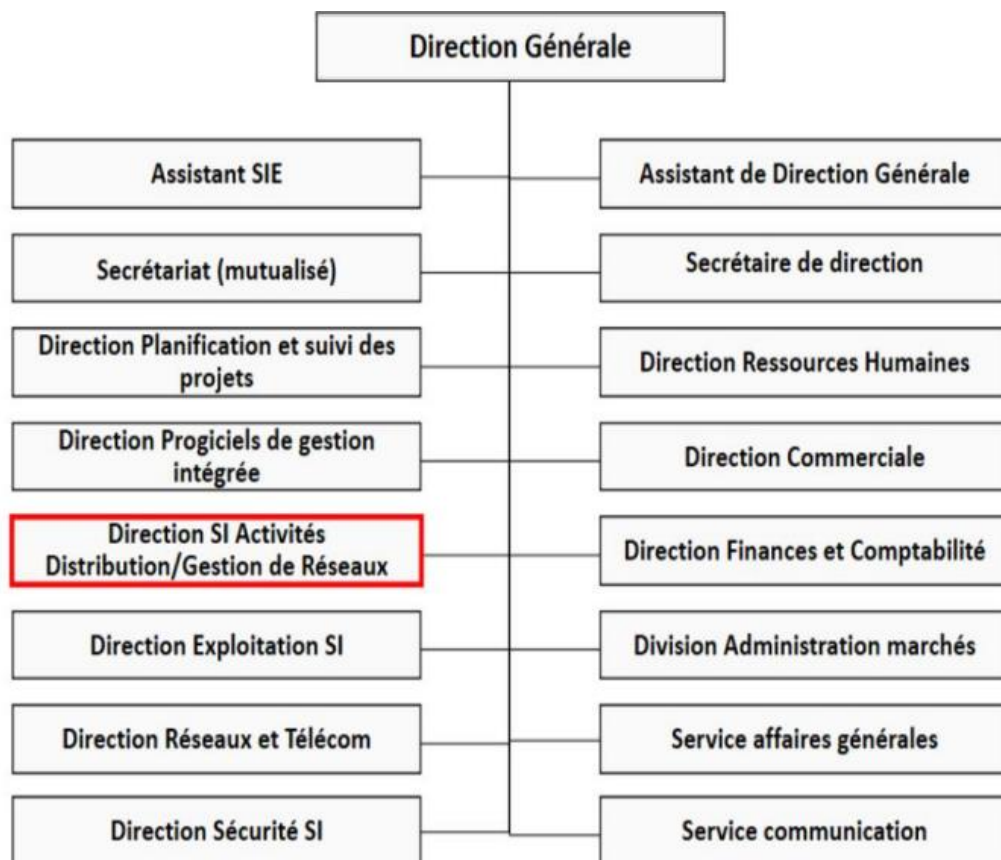 Direction Générale
Assistant SIE
Assistant de Direction Générale
Secrétariat (mutualisé)
Secrétaire de direction
Direction Planification et suivi des
projets
Direction Ressources Humaines
Direction Progiciels de gestion
intégrée
Direction Commerciale
Direction SI Activités
Distribution/Gestion de Réseaux
Direction Finances et Comptabilité
Direction Exploitation SI
Division Administration marchés
Direction Réseaux et Télécom
Service affaires générales
Direction Sécurité SI
Service communication